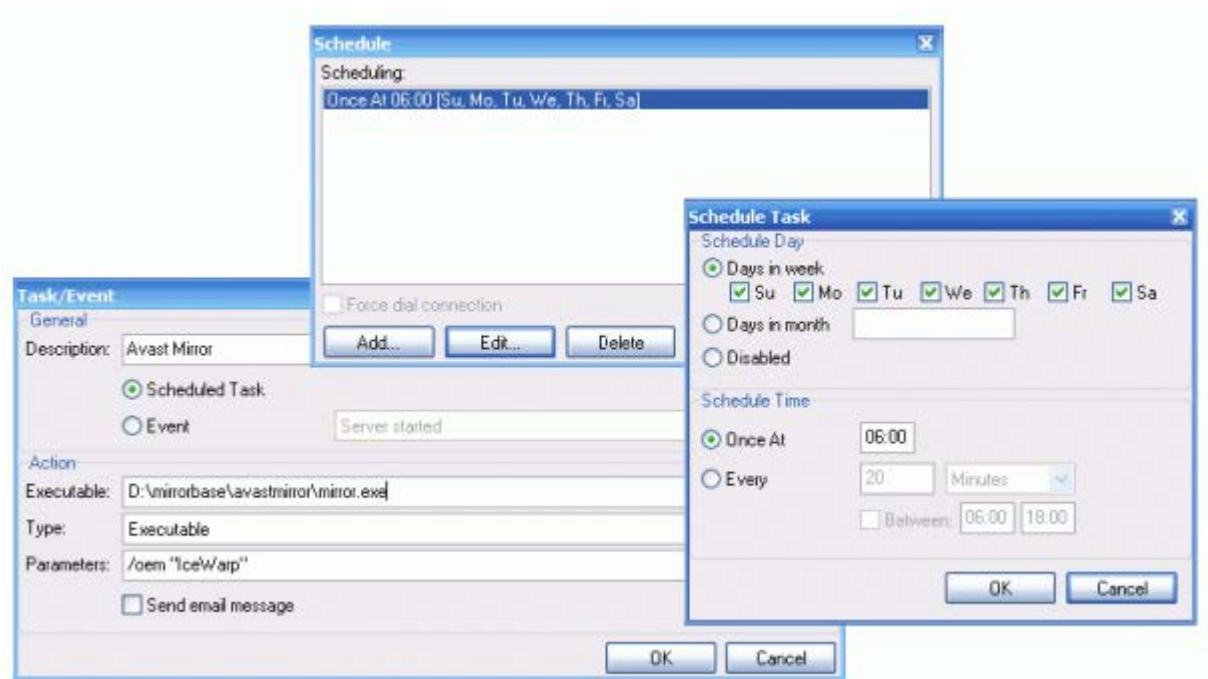 Schedule
Scheduling:
Once At 06:00 [Su, Mo, Tu, We, Th, Fr, Sa]
Force dial connection
Add... Edit... Delete
Task/Event
General
Description: Avast Mirror
Scheduled Task
Event Server started
Action
Executable: D:\mirrorbase\avastmirror\mirror.exe
Type: Executable
Parameters: /oem "IceWarp"
Send email message
OK Cancel
Schedule Task
Schedule Day
Days in week
Su Mo Tu We Th Fr Sa
Days in month
Disabled
Schedule Time
Once At 06:00
Every 20 Minutes
Between: 06:00 18:00
OK Cancel